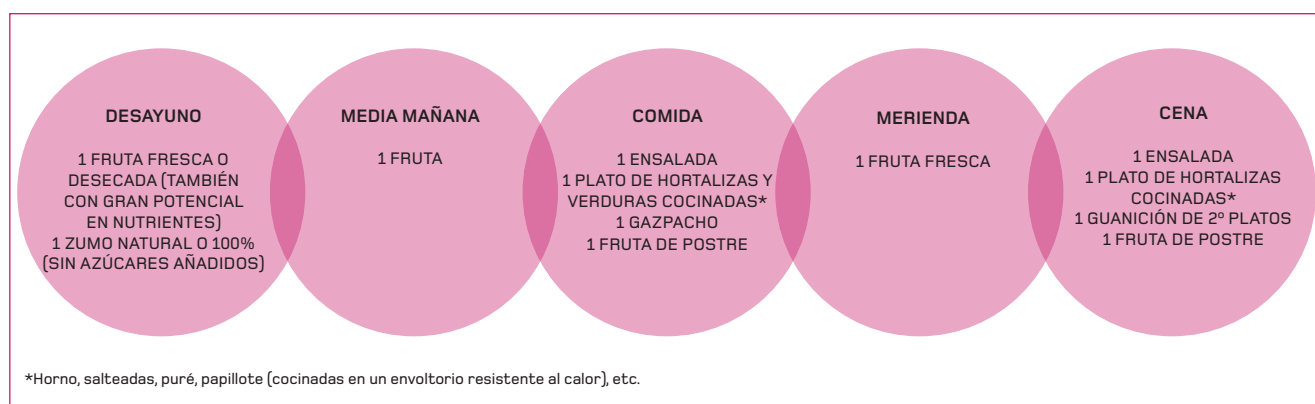 DESAYUNO
1 FRUTA FRESCA O
DESECADA (TAMBIÉN
CON GRAN POTENCIAL
EN NUTRIENTES)
1 ZUMO NATURAL O 100%
(SIN AZÚCARES AÑADIDOS)
MEDIA MAÑANA
1 FRUTA
COMIDA
1 ENSALADA
1 PLATO DE HORTALIZAS Y
VERDURAS COCINADAS*
1 GAZPACHO
1 FRUTA DE POSTRE
MERIENDA
1 FRUTA FRESCA
CENA
1 ENSALADA
1 PLATO DE HORTALIZAS
COCINADAS*
1 GUANICIÓN DE 2º PLATOS
1 FRUTA DE POSTRE
*Horno, salteadas, puré, papillote (cocinadas en un envoltorio resistente al calor), etc.